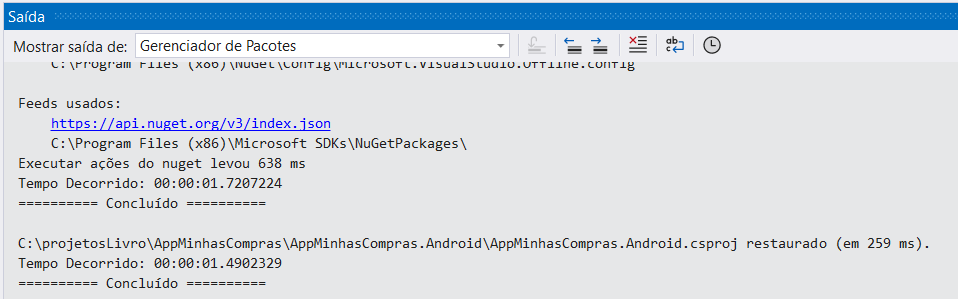 Saída
Mostrar saída de: Gerenciador de Pacotes
C:\Program Files (x86)\NuGet\Config\Microsoft.VisualStudio.Offline.config
Feeds usados:
https://api.nuget.org/v3/index.json
C:\Program Files (x86)\Microsoft SDKs\NuGetPackages\
Executar ações do nuget levou 638 ms
Tempo Decorrido: 00:00:01.7207224
========== Concluído ==========
C:\projetosLivro\AppMinhasCompras\AppMinhasCompras.Android\AppMinhasCompras.Android.csproj restaurado (em 259 ms).
Tempo Decorrido: 00:00:01.4902329
========== Concluído ==========